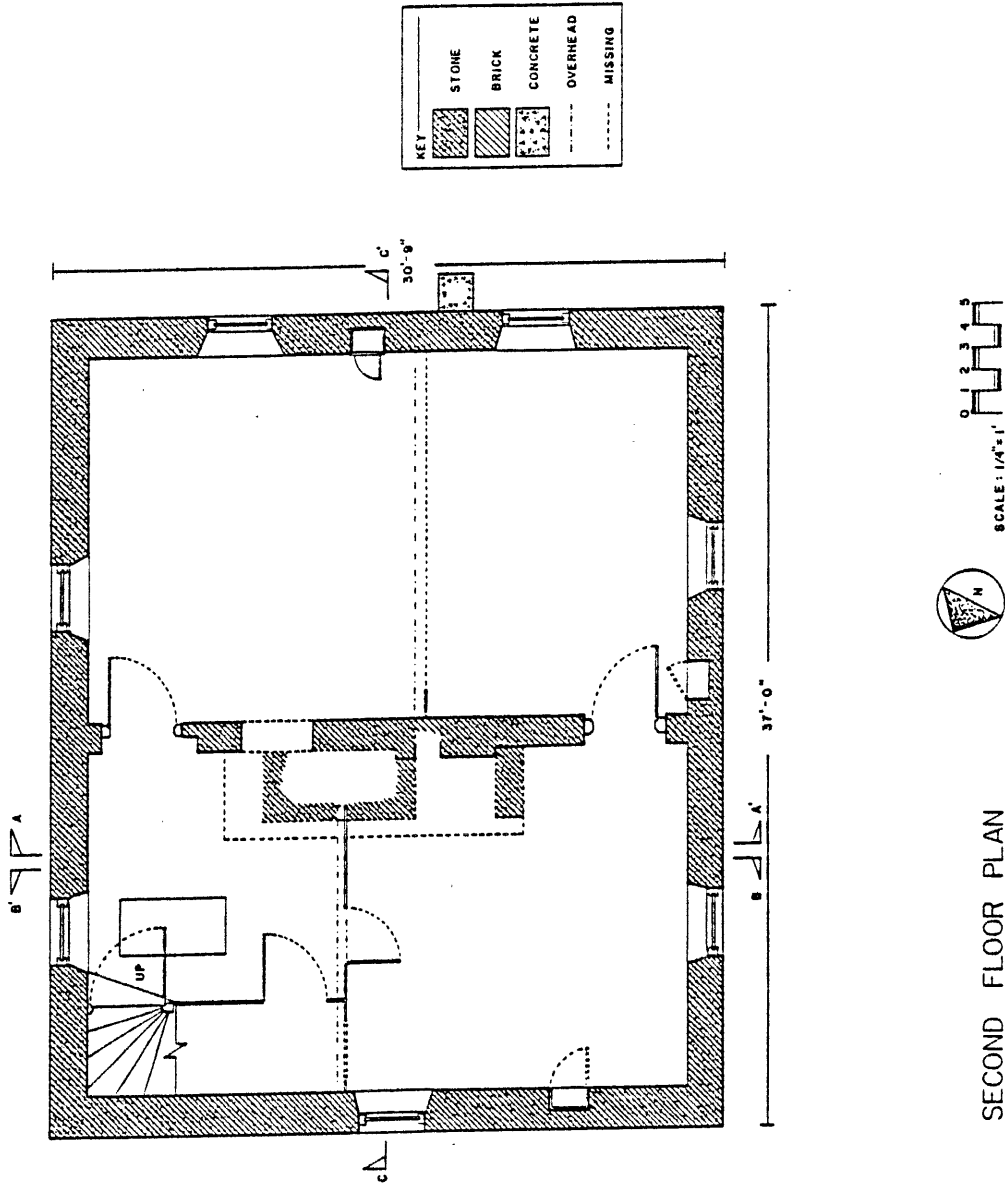 KEY
STONE
BRICK
CONCRETE
OVERHEAD
MISSING
C'
30'-9"
B'
A
UP
B
A'
37'-0"
C
SECOND FLOOR PLAN
N
0 1 2 3 4 5
SCALE: 1/4"=1'